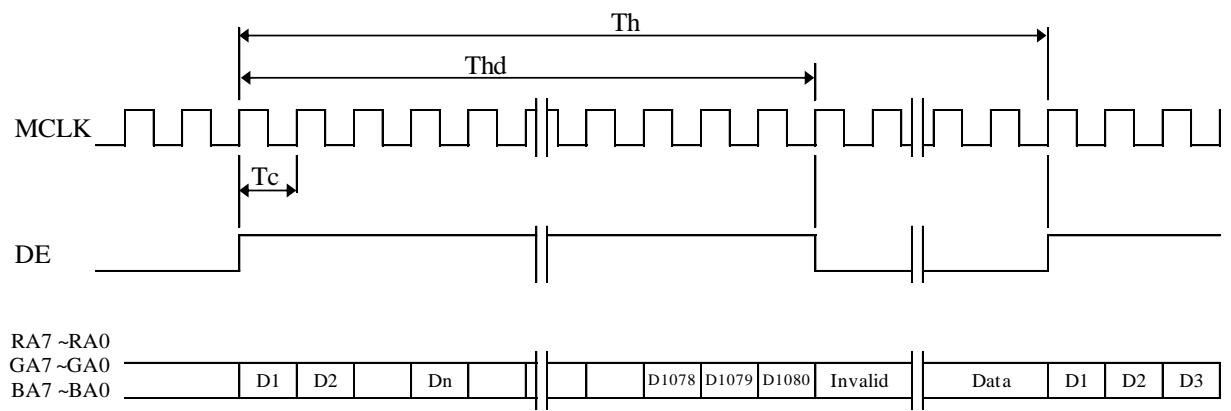 Th
Thd
MCLK
Tc
DE
RA7 ~RA0
GA7 ~GA0
BA7 ~BA0
D1 D2 Dn D1078 D1079 D1080 Invalid Data D1 D2 D3